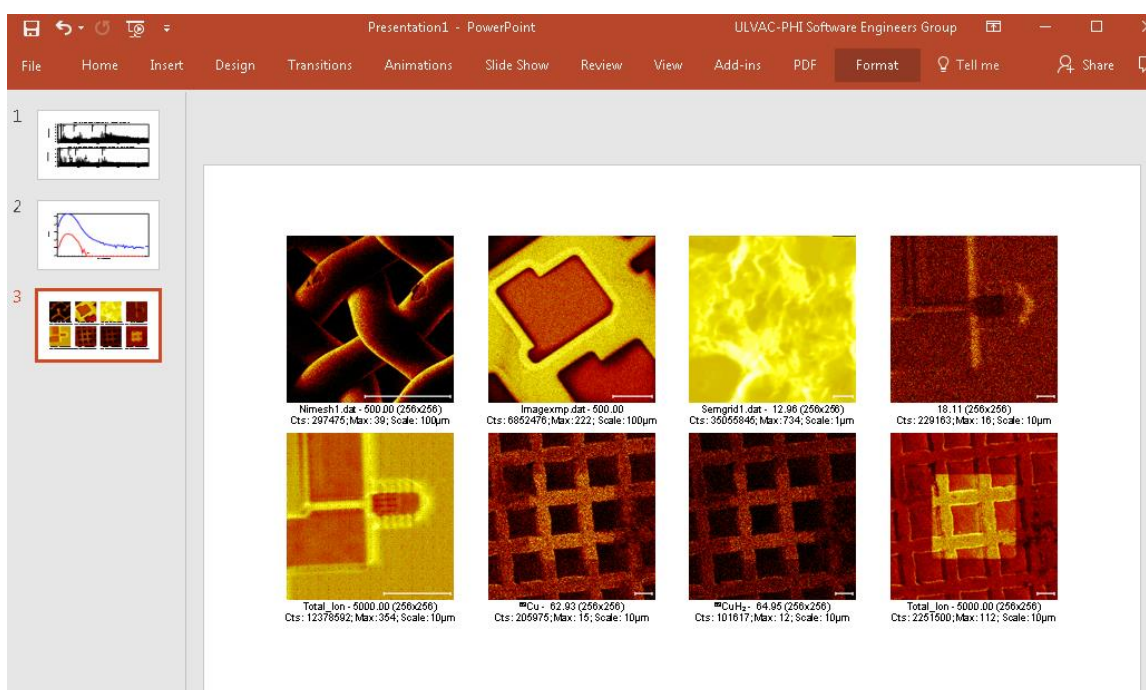 Presentation1 - PowerPoint
ULVAC-PHI Software Engineers Group
File Home Insert Design Transitions Animations Slide Show Review View Add-ins PDF Format Tell me Share
1
2
3
Nimesh1.dat - 500.00 (256x256)
Cts: 297475; Max: 39; Scale: 100µm
Imagexmp.dat - 500.00
Cts: 6852476; Max: 222; Scale: 100µm
Semgrid1.dat - 12.96 (256x256)
Cts: 35055845; Max: 734; Scale: 1µm
18.11 (256x256)
Cts: 229163; Max: 16; Scale: 10µm
Total_Ion - 5000.00 (256x256)
Cts: 12378592; Max: 354; Scale: 10µm
Cu - 62.93 (256x256)
Cts: 205975; Max: 15; Scale: 10µm
CuH₂ - 64.95 (256x256)
Cts: 101617; Max: 12; Scale: 10µm
Total_Ion - 5000.00 (256x256)
Cts: 2251500; Max: 112; Scale: 10µm